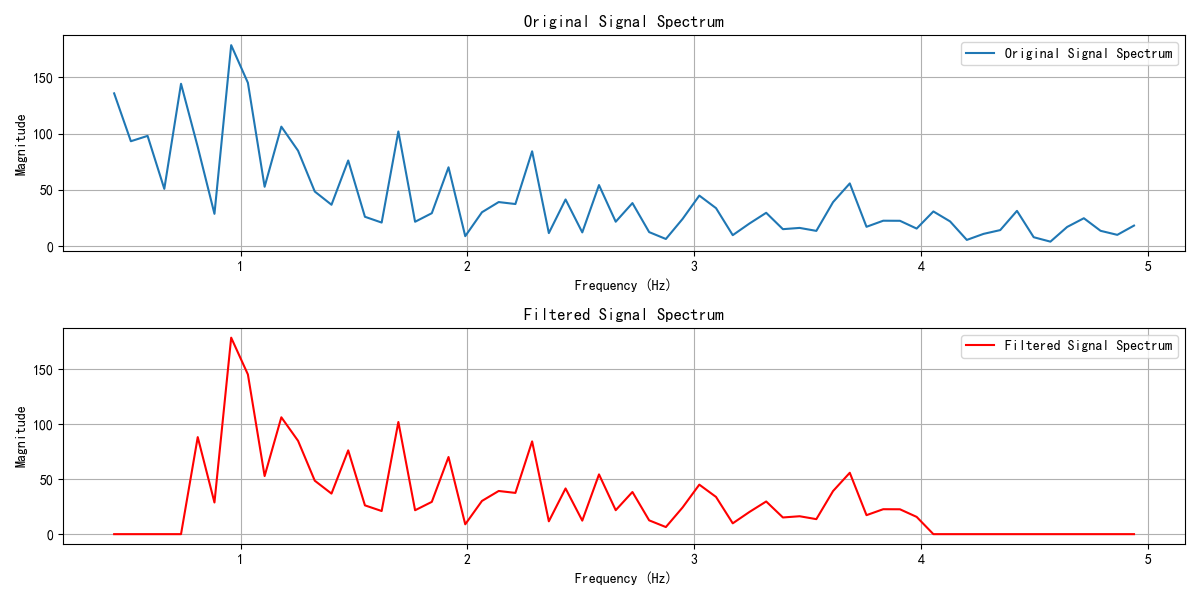 Original Signal Spectrum
Original Signal Spectrum
Magnitude
150
100
50
0
1 2 3 4 5
Frequency (Hz)
Filtered Signal Spectrum
Filtered Signal Spectrum
Magnitude
150
100
50
0
1 2 3 4 5
Frequency (Hz)